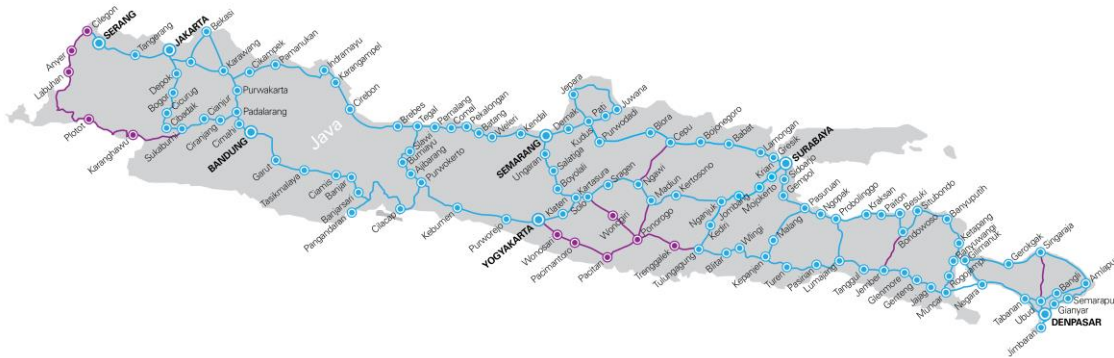 Cilegon
SERANG
Anyer
Labuhan
Tangerang
JAKARTA
Bekasi
Depok
Bogor
Cicurug
Cibadak
Cianjur
Plotot
Karanghawu
Sukabumi
Ciranjang
Cimahi
BANDUNG
Karawang
Cikampek
Pamanukan
Purwakarta
Padalarang
Indramayu
Karangampel
Cirebon
Java
Garut
Tasikmalaya
Ciamis
Banjar
Banjarsari
Pangandaran
Cilacap
Brebes
Tegal
Pemalang
Comal
Pekalongan
Batang
Weleri
Kendal
Slawi
Bumiayu
Ajibarang
Purwokerto
Kebumen
Purworejo
YOGYAKARTA
SEMARANG
Demak
Jepara
Kudus
Pati
Juwana
Purwodadi
Ungaran
Salatiga
Boyolali
Kartasura
Klaten
Solo
Sragen
Ngawi
Blora
Cepu
Bojonegoro
Babat
Lamongan
Gresik
SURABAYA
Wonosari
Pacimantoro
Pacitan
Wonogiri
Ponorogo
Madiun
Kertosono
Nganjuk
Jombang
Mojokerto
Krian
Sidoarjo
Gempol
Trenggalek
Tulungagung
Kediri
Blitar
Wlingi
Kepanjen
Malang
Turen
Pasirian
Lumajang
Pasuruan
Ngopak
Probolinggo
Kraksan
Paiton
Besuki
Situbondo
Bondowoso
Banyuputih
Ketapang
Banyuwangi
Gilimanuk
Rogojampi
Tanggul
Jember
Glenmore
Genteng
Jajag
Muncar
Negara
Gerokgak
Singaraja
Tabanan
Ubud
Bangli
Amlapura
Semarapura
Gianyar
DENPASAR
Jimbaran